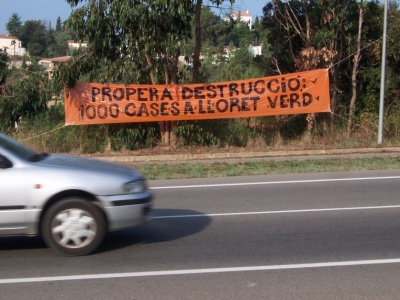 PROPERA DESTRUCCIÓ:
1000 CASES A LLORET VERD